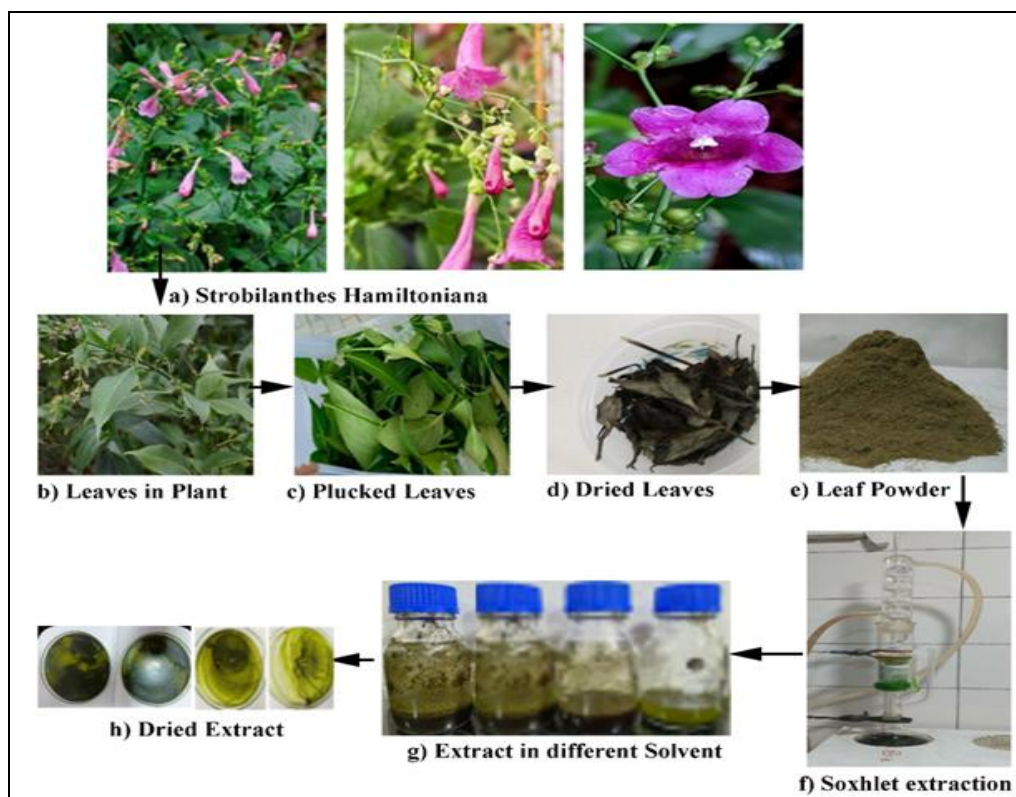 a) Strobilanthes Hamiltoniana
b) Leaves in Plant
c) Plucked Leaves
d) Dried Leaves
e) Leaf Powder
f) Soxhlet extraction
g) Extract in different Solvent
h) Dried Extract